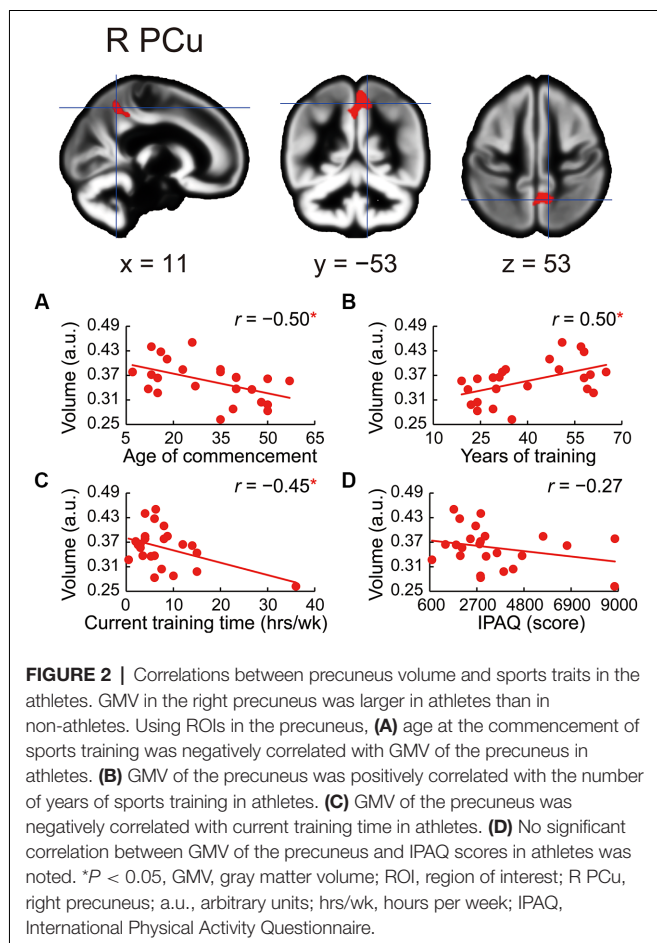 R PCu
x = 11
y = −53
z = 53
A
r = −0.50*
Volume (a.u.)
0.49
0.43
0.37
0.31
0.25
5 25 45 65
Age of commencement
B
r = 0.50*
Volume (a.u.)
0.49
0.43
0.37
0.31
0.25
10 30 50 70
Years of training
C
r = −0.45*
Volume (a.u.)
0.49
0.43
0.37
0.31
0.25
0 10 20 30 40
Current training time (hrs/wk)
D
r = −0.27
Volume (a.u.)
0.49
0.43
0.37
0.31
0.25
600 2700 4800 6900 9000
IPAQ (score)
FIGURE 2 | Correlations between precuneus volume and sports traits in the
athletes. GMV in the right precuneus was larger in athletes than in
non-athletes. Using ROIs in the precuneus, (A) age at the commencement of
sports training was negatively correlated with GMV of the precuneus in
athletes. (B) GMV of the precuneus was positively correlated with the number
of years of sports training in athletes. (C) GMV of the precuneus was
negatively correlated with current training time in athletes. (D) No significant
correlation between GMV of the precuneus and IPAQ scores in athletes was
noted. *P < 0.05, GMV, gray matter volume; ROI, region of interest; R PCu,
right precuneus; a.u., arbitrary units; hrs/wk, hours per week; IPAQ,
International Physical Activity Questionnaire.